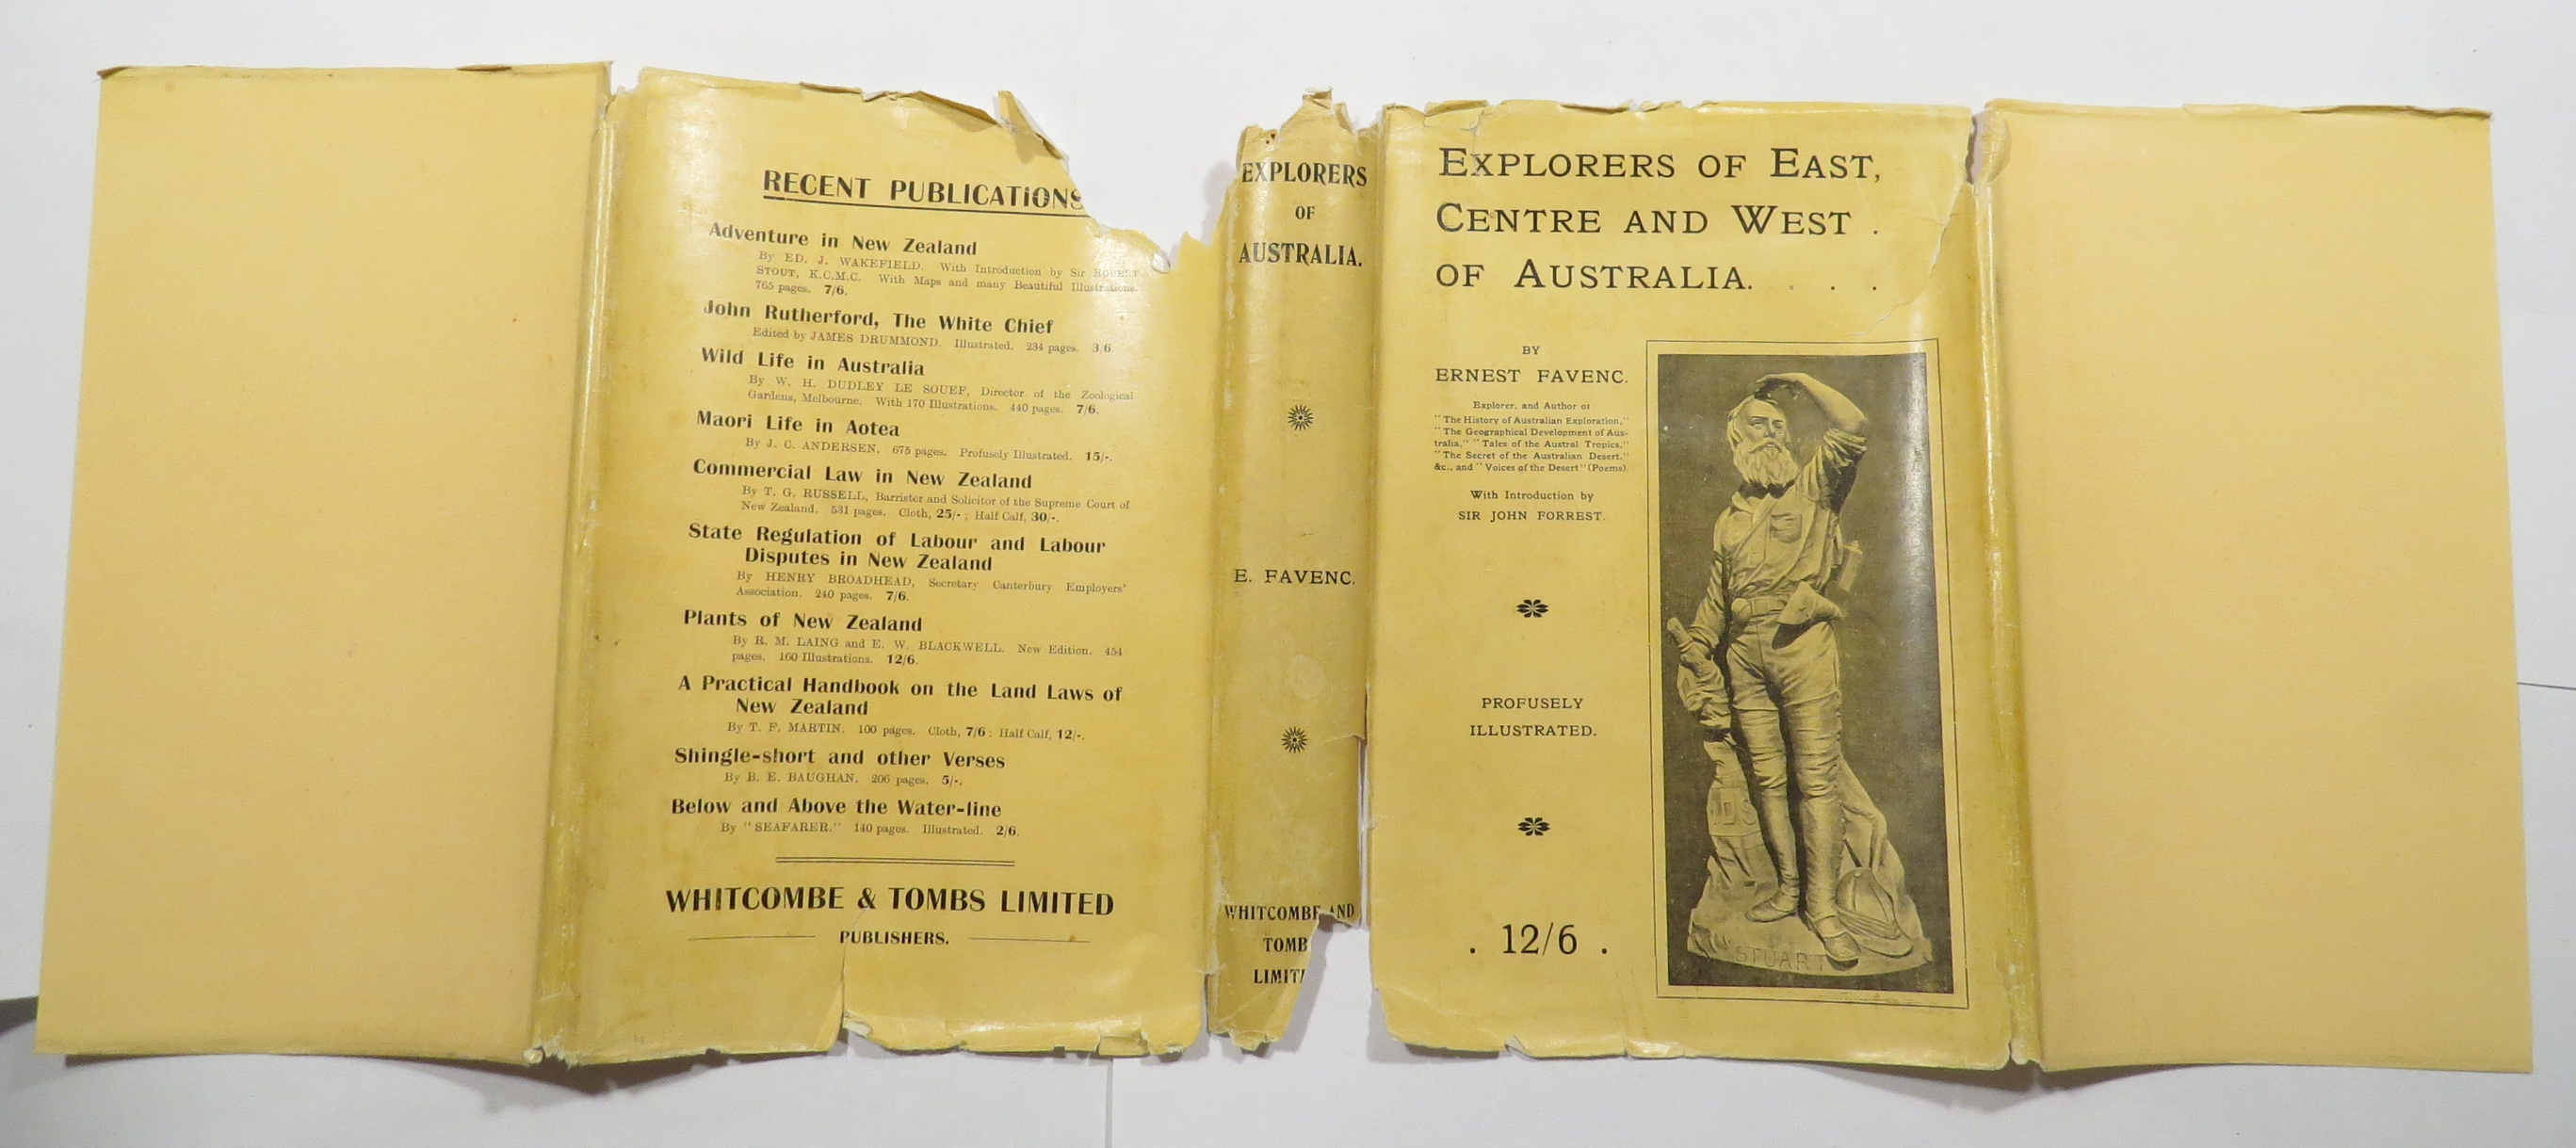 RECENT PUBLICATIONS
Adventure in New Zealand
By ED. J. WAKEFIELD. With Introduction by Sir ROBERT
STOUT, K.C.M.C. With Maps and many Beautiful Illustrations.
765 pages. 7/6.
John Rutherford, The White Chief
Edited by JAMES DRUMMOND. Illustrated. 234 pages. 3/6.
Wild Life in Australia
By W. H. DUDLEY LE SOUEF, Director of the Zoological
Gardens, Melbourne. With 170 Illustrations. 440 pages. 7/6.
Maori Life in Aotea
By J. C. ANDERSEN. 675 pages. Profusely Illustrated. 15/-.
Commercial Law in New Zealand
By T. G. RUSSELL, Barrister and Solicitor of the Supreme Court of
New Zealand. 531 pages. Cloth, 25/- ; Half Calf, 30/-.
State Regulation of Labour and Labour
Disputes in New Zealand
By HENRY BROADHEAD, Secretary Canterbury Employers'
Association. 240 pages. 7/6.
Plants of New Zealand
By R. M. LAING and E. W. BLACKWELL. New Edition. 454
pages. 160 Illustrations. 12/6.
A Practical Handbook on the Land Laws of
New Zealand
By T. F. MARTIN. 100 pages. Cloth, 7/6 ; Half Calf, 12/-.
Shingle-short and other Verses
By B. E. BAUGHAN. 206 pages. 5/-.
Below and Above the Water-line
By "SEAFARER." 140 pages. Illustrated. 2/6.
WHITCOMBE & TOMBS LIMITED
PUBLISHERS.
EXPLORERS
OF
AUSTRALIA.
E. FAVENC.
WHITCOMBE AND
TOMB
LIMIT
EXPLORERS OF EAST,
CENTRE AND WEST .
OF AUSTRALIA. . . .
BY
ERNEST FAVENC.
Explorer, and Author of
"The History of Australian Exploration,"
"The Geographical Development of Aus-
tralia," "Tales of the Austral Tropics,"
"The Secret of the Australian Desert,"
&c., and "Voices of the Desert" (Poems)
With Introduction by
SIR JOHN FORREST.
PROFUSELY
ILLUSTRATED.
. 12/6 .
STUART